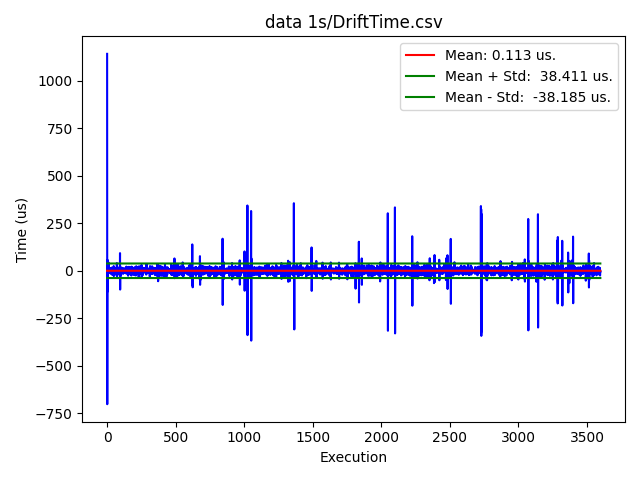 data 1s/DriftTime.csv
Mean: 0.113 us.
Mean + Std:  38.411 us.
Mean - Std:  -38.185 us.
1000
750
500
250
0
−250
−500
−750
Time (us)
0 500 1000 1500 2000 2500 3000 3500
Execution